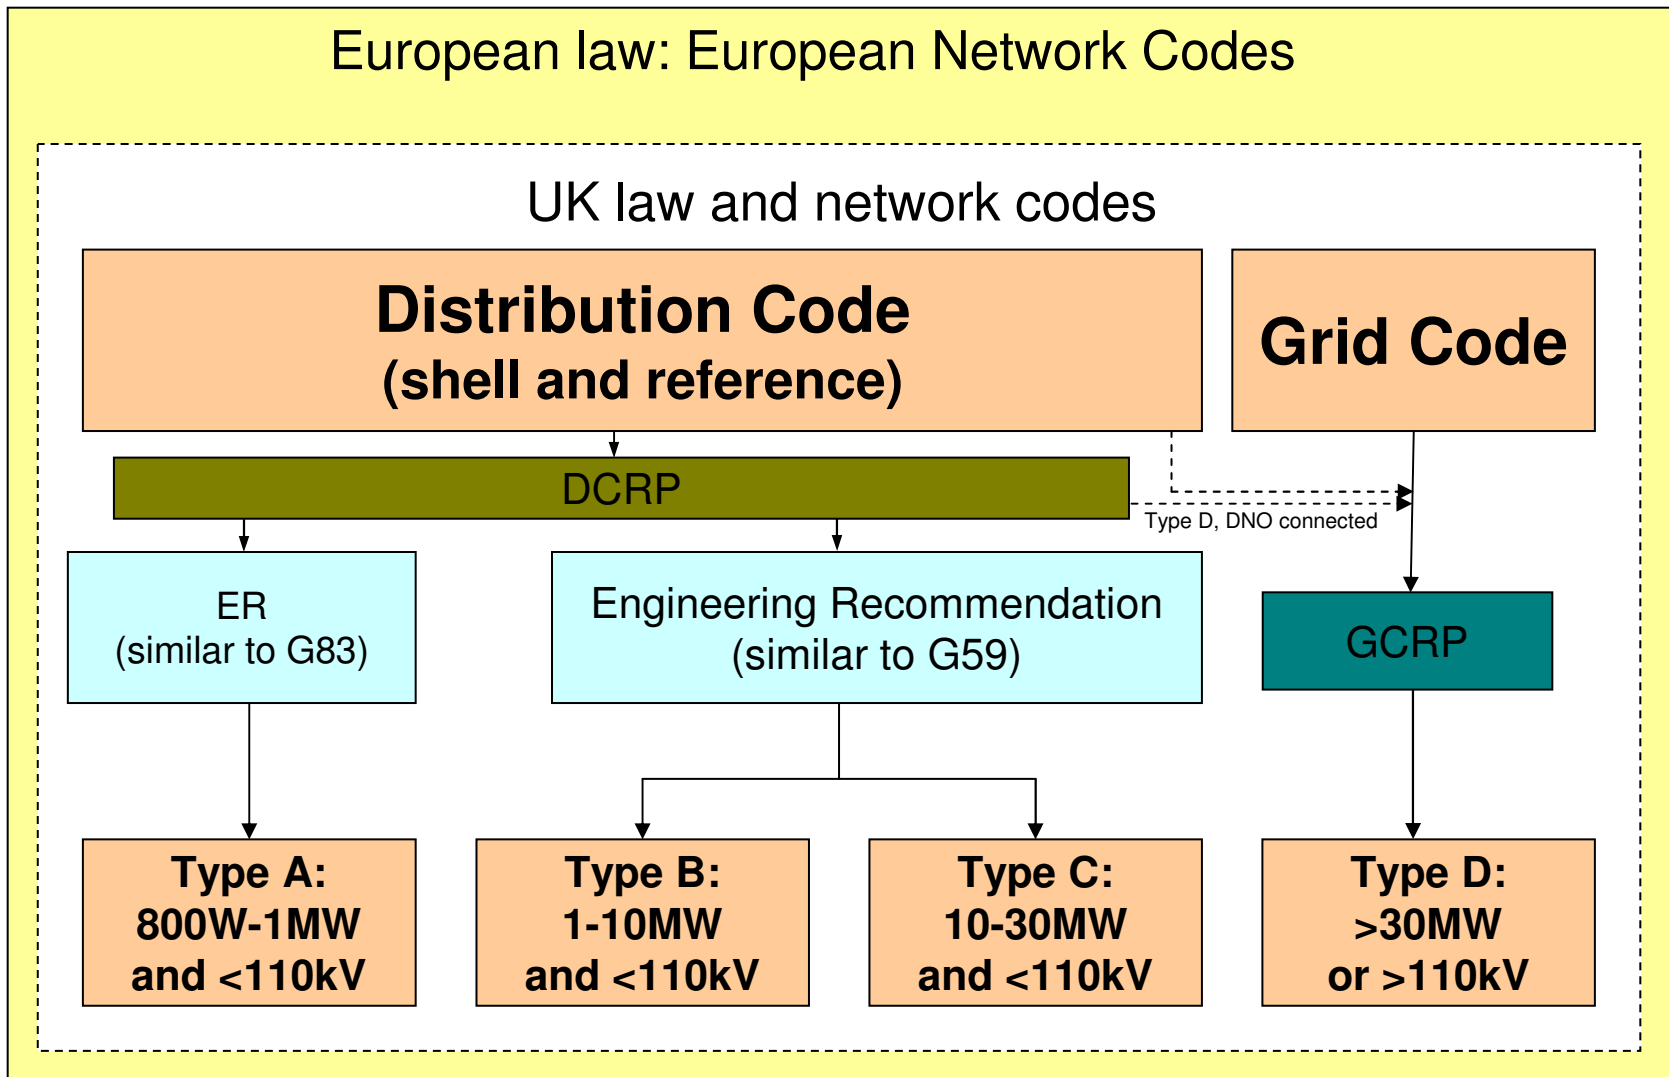 European law: European Network Codes
UK law and network codes
Distribution Code
(shell and reference)
Grid Code
DCRP
Type D, DNO connected
ER
(similar to G83)
Engineering Recommendation
(similar to G59)
GCRP
Type A:
800W-1MW
and <110kV
Type B:
1-10MW
and <110kV
Type C:
10-30MW
and <110kV
Type D:
>30MW
or >110kV